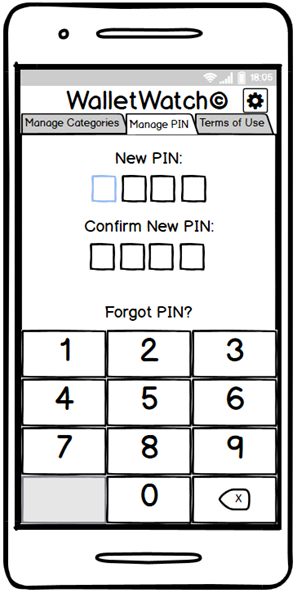 18:05
WalletWatch©
Manage Categories Manage PIN Terms of Use
New PIN:
Confirm New PIN:
Forgot PIN?
1 2 3
4 5 6
7 8 9
0 X